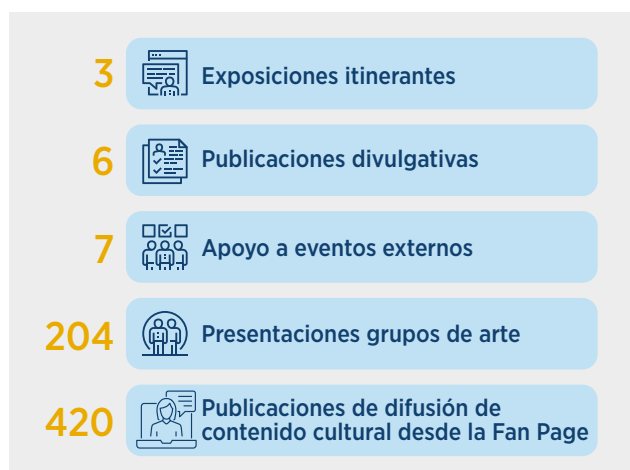 3 Exposiciones itinerantes
6 Publicaciones divulgativas
7 Apoyo a eventos externos
204 Presentaciones grupos de arte
420 Publicaciones de difusión de
contenido cultural desde la Fan Page